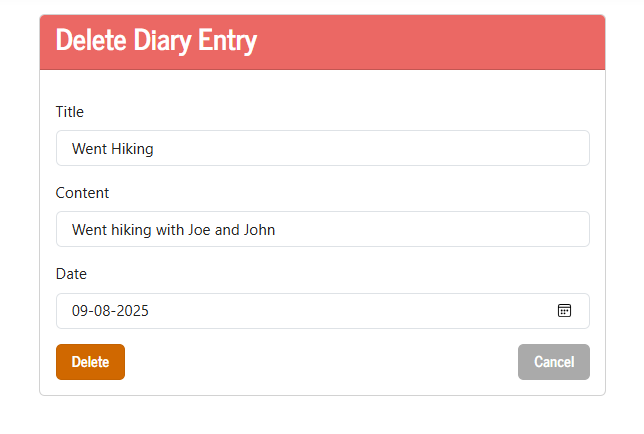 Delete Diary Entry
Title
Went Hiking
Content
Went hiking with Joe and John
Date
09-08-2025
Delete Cancel